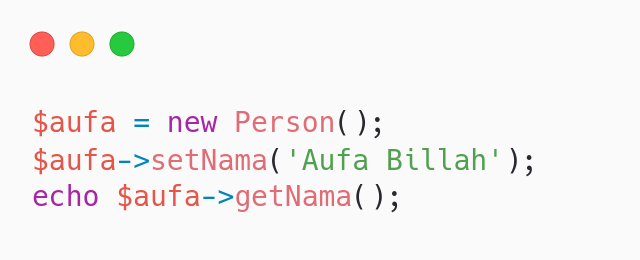 $aufa = new Person();
$aufa->setNama('Aufa Billah');
echo $aufa->getNama();